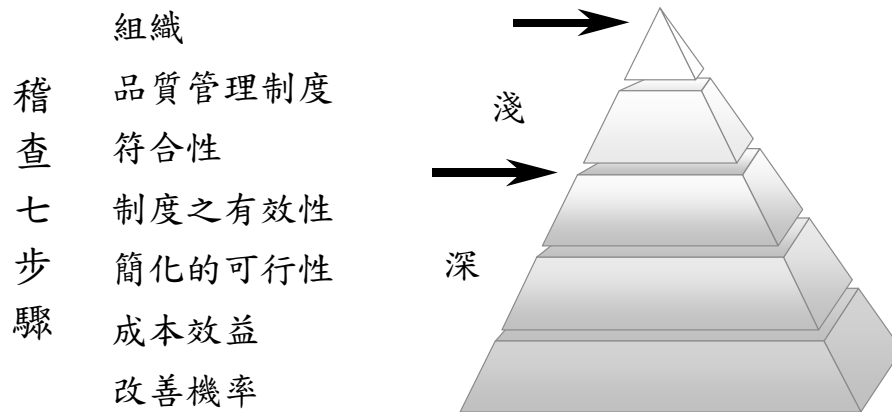 稽查七步驟
組織
品質管理制度
符合性
制度之有效性
簡化的可行性
成本效益
改善機率
淺
深